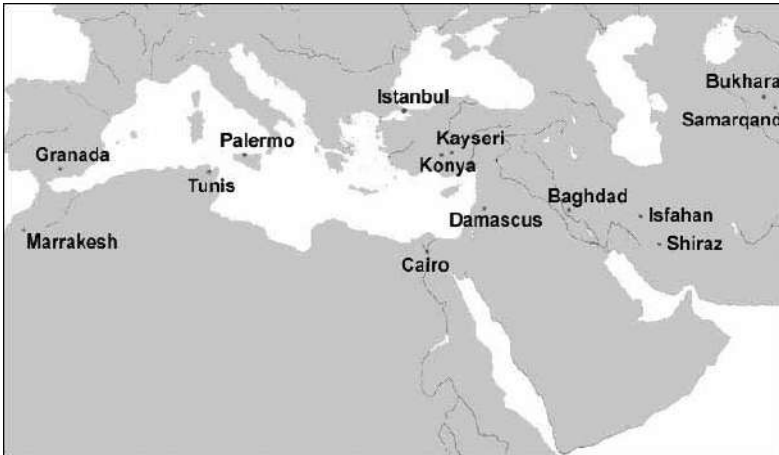 Bukhara
Istanbul
Samarqand
Palermo
Kayseri
Granada
Konya
Tunis
Baghdad
Damascus
Isfahan
Marrakesh
Shiraz
Cairo